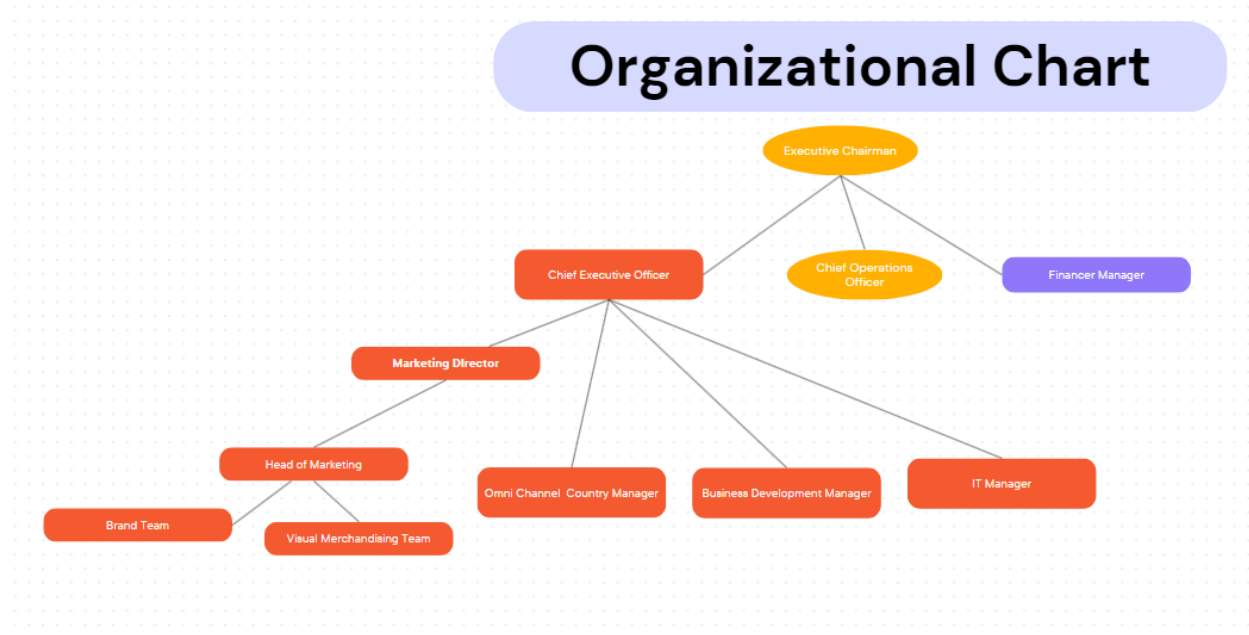 Organizational Chart
Executive Chairman
Chief Executive Officer
Chief Operations
Officer
Financer Manager
Marketing DIrector
Head of Marketing
Omni Channel  Country Manager
Business Development Manager
IT Manager
Brand Team
Visual Merchandising Team